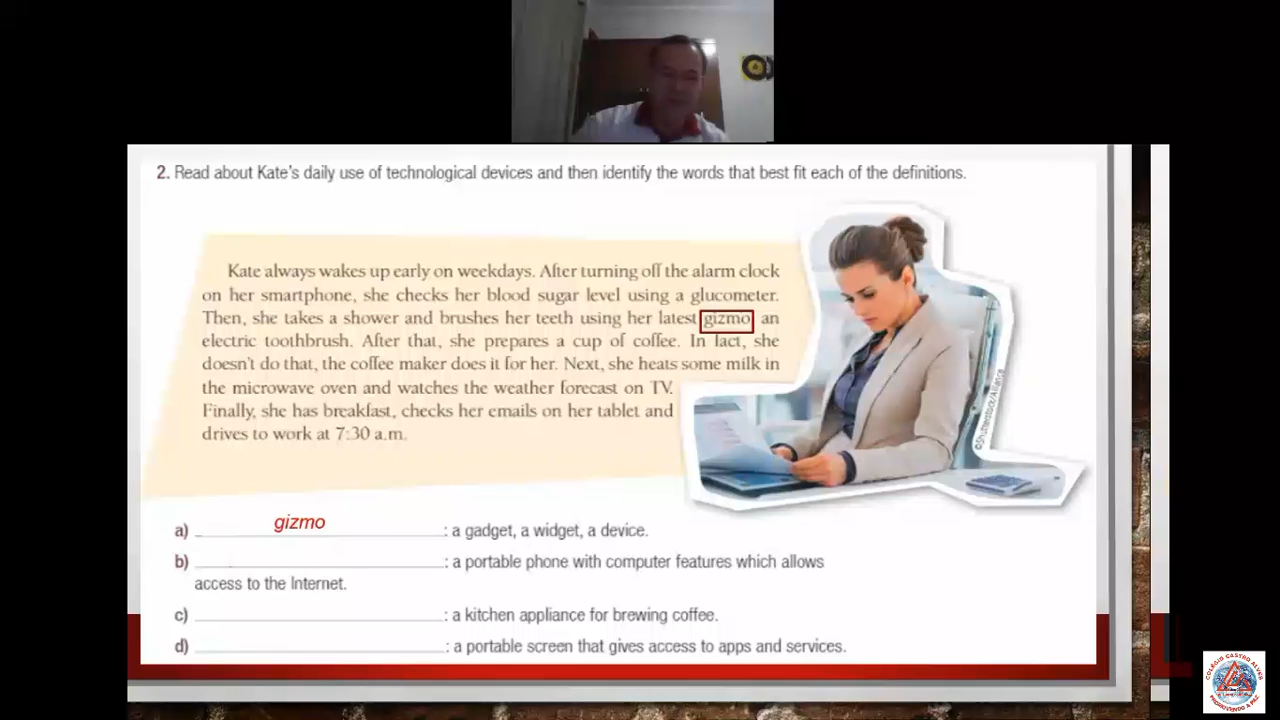 2. Read about Kate's daily use of technological devices and then identify the words that best fit each of the definitions.
Kate always wakes up early on weekdays. After turning off the alarm clock
on her smartphone, she checks her blood sugar level using a glucometer.
Then, she takes a shower and brushes her teeth using her latest gizmo an
electric toothbrush. After that, she prepares a cup of coffee. In fact, she
doesn't do that, the coffee maker does it for her. Next, she heats some milk in
the microwave oven and watches the weather forecast on TV.
Finally, she has breakfast, checks her emails on her tablet and
drives to work at 7:30 a.m.
©Shutterstock/Alliance
a) gizmo : a gadget, a widget, a device.
b) : a portable phone with computer features which allows
access to the Internet.
c) : a kitchen appliance for brewing coffee.
d) : a portable screen that gives access to apps and services.
COLÉGIO CASTRO ALVES
PROMOVENDO A PAZ